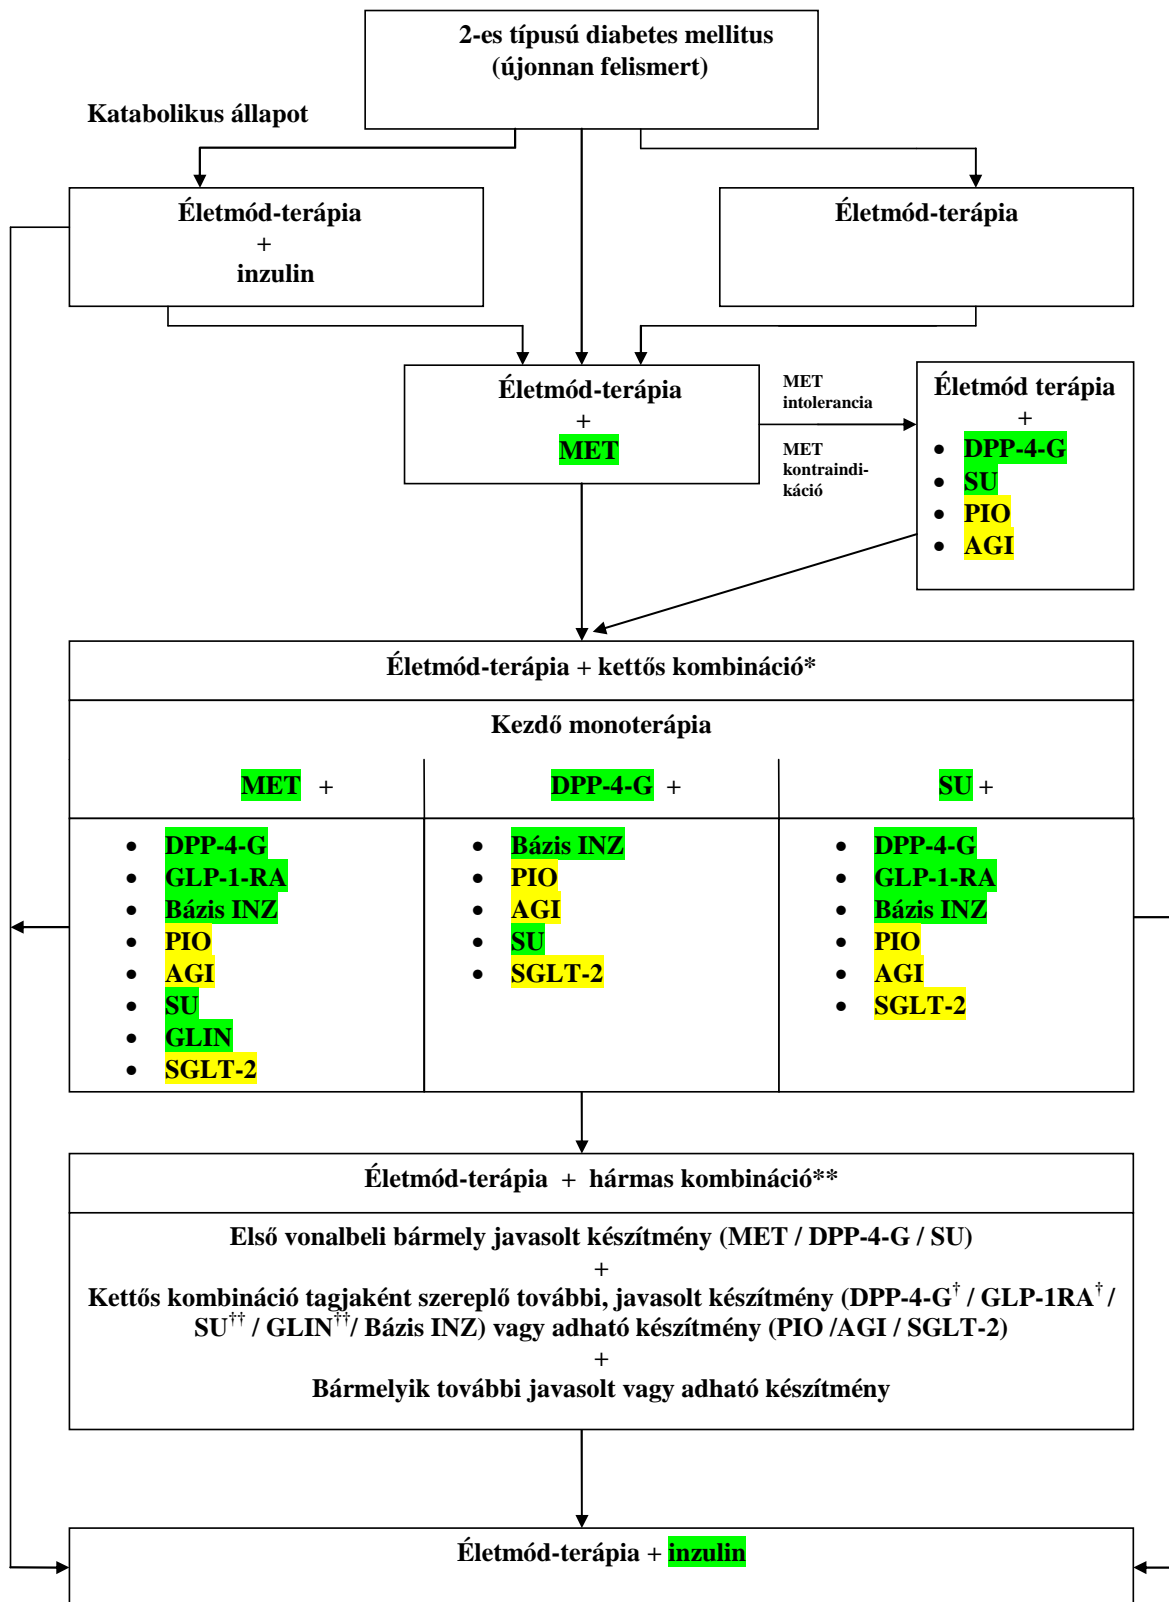 2-es típusú diabetes mellitus
(újonnan felismert)
Katabolikus állapot
Életmód-terápia
+
inzulin
Életmód-terápia
Életmód-terápia
+
MET
MET
intolerancia
MET
kontraindi-
káció
Életmód terápia
+
• DPP-4-G
• SU
• PIO
• AGI
Életmód-terápia + kettős kombináció*
Kezdő monoterápia
MET +
• DPP-4-G
• GLP-1-RA
• Bázis INZ
• PIO
• AGI
• SU
• GLIN
• SGLT-2
DPP-4-G +
• Bázis INZ
• PIO
• AGI
• SU
• SGLT-2
SU +
• DPP-4-G
• GLP-1-RA
• Bázis INZ
• PIO
• AGI
• SGLT-2
Életmód-terápia + hármas kombináció**
Első vonalbeli bármely javasolt készítmény (MET / DPP-4-G / SU)
+
Kettős kombináció tagjaként szereplő további, javasolt készítmény (DPP-4-G† / GLP-1RA† /
SU†† / GLIN††/ Bázis INZ) vagy adható készítmény (PIO /AGI / SGLT-2)
+
Bármelyik további javasolt vagy adható készítmény
Életmód-terápia + inzulin